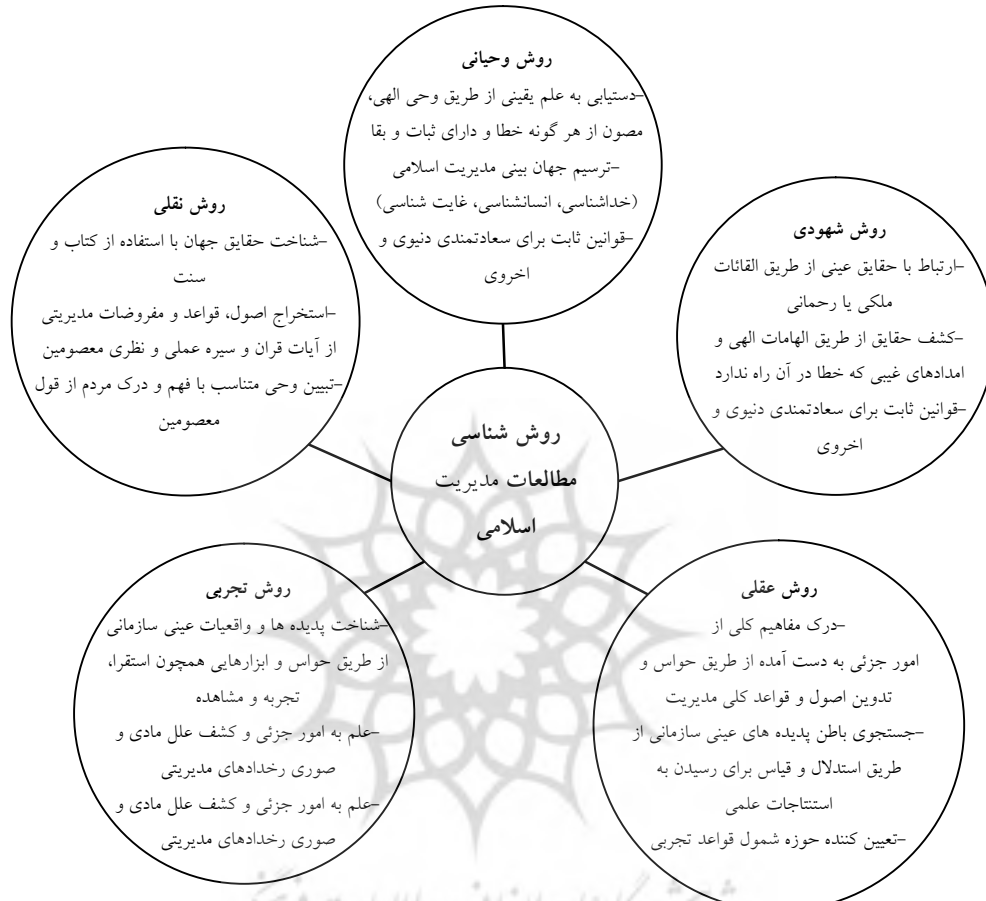 روش وحیانی
-دستیابی به علم یقینی از طریق وحی الهی،
مصون از هر گونه خطا و دارای ثبات و بقا
-ترسیم جهان بینی مدیریت اسلامی
(خداشناسی، انسانشناسی، غایت شناسی)
-قوانین ثابت برای سعادتمندی دنیوی و
اخروی
روش شهودی
-ارتباط با حقایق عینی از طریق القائات
ملکی یا رحمانی
-کشف حقایق از طریق الهامات الهی و
امدادهای غیبی که خطا در آن راه ندارد
-قوانین ثابت برای سعادتمندی دنیوی و
اخروی
روش نقلی
-شناخت حقایق جهان با استفاده از کتاب و
سنت
-استخراج اصول، قواعد و مفروضات مدیریتی
از آیات قران و سیره عملی و نظری معصومین
-تبیین وحی متناسب با فهم و درک مردم از قول
معصومین
روش شناسی
مطالعات مدیریت
اسلامی
روش عقلی
-درک مفاهیم کلی از
امور جزئی به دست آمده از طریق حواس و
تدوین اصول و قواعد کلی مدیریت
-جستجوی باطن پدیده های عینی سازمانی از
طریق استدلال و قیاس برای رسیدن به
استنتاجات علمی
-تعیین کننده حوزه شمول قواعد تجربی
روش تجربی
-شناخت پدیده ها و واقعیات عینی سازمانی
از طریق حواس و ابزارهایی همچون استقرا،
تجربه و مشاهده
-علم به امور جزئی و کشف علل مادی و
صوری رخدادهای مدیریتی
-علم به امور جزئی و کشف علل مادی و
صوری رخدادهای مدیریتی